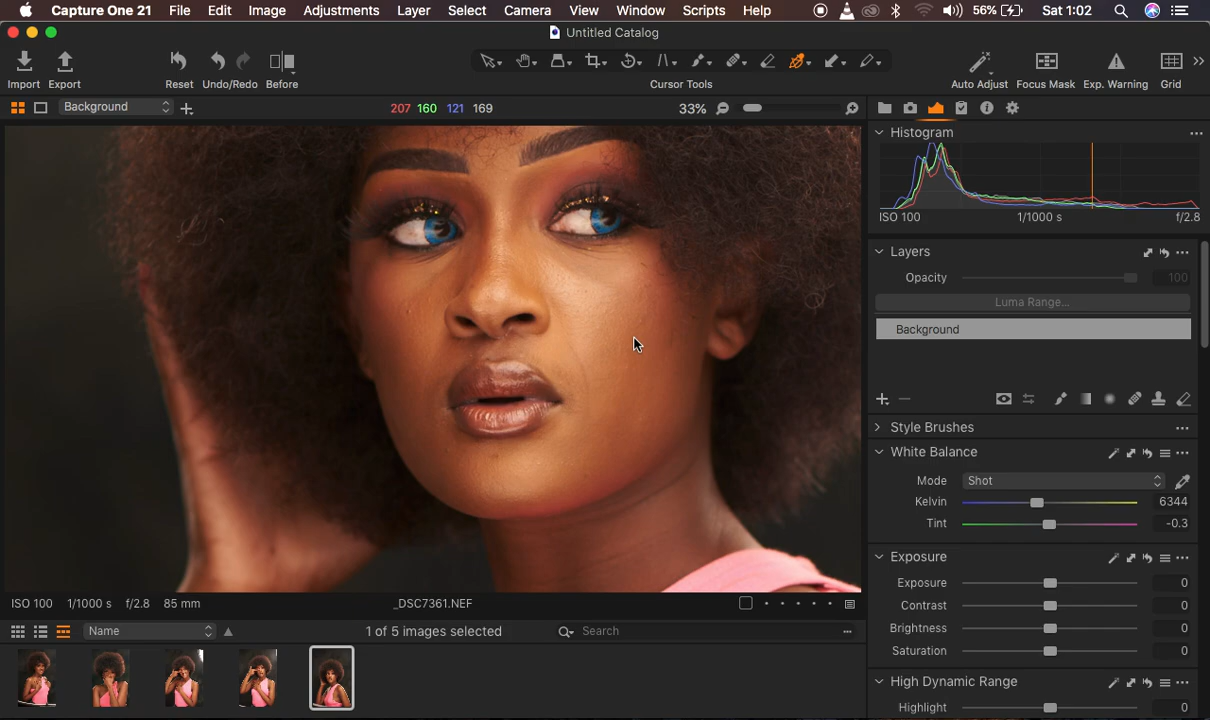 Capture One 21 File Edit Image Adjustments Layer Select Camera View Window Scripts Help 56% Sat 1:02
Untitled Catalog
Import Export Reset Undo/Redo Before Cursor Tools Auto Adjust Focus Mask Exp. Warning Grid
Background 207 160 121 169 33%
Histogram
ISO 100 1/1000 s f/2.8
Layers
Opacity 100
Luma Range...
Background
Style Brushes
White Balance
Mode Shot
Kelvin 6344
Tint -0.3
Exposure
Exposure 0
Contrast 0
Brightness 0
Saturation 0
High Dynamic Range
Highlight 0
ISO 100 1/1000 s f/2.8 85 mm _DSC7361.NEF
Name 1 of 5 images selected Search